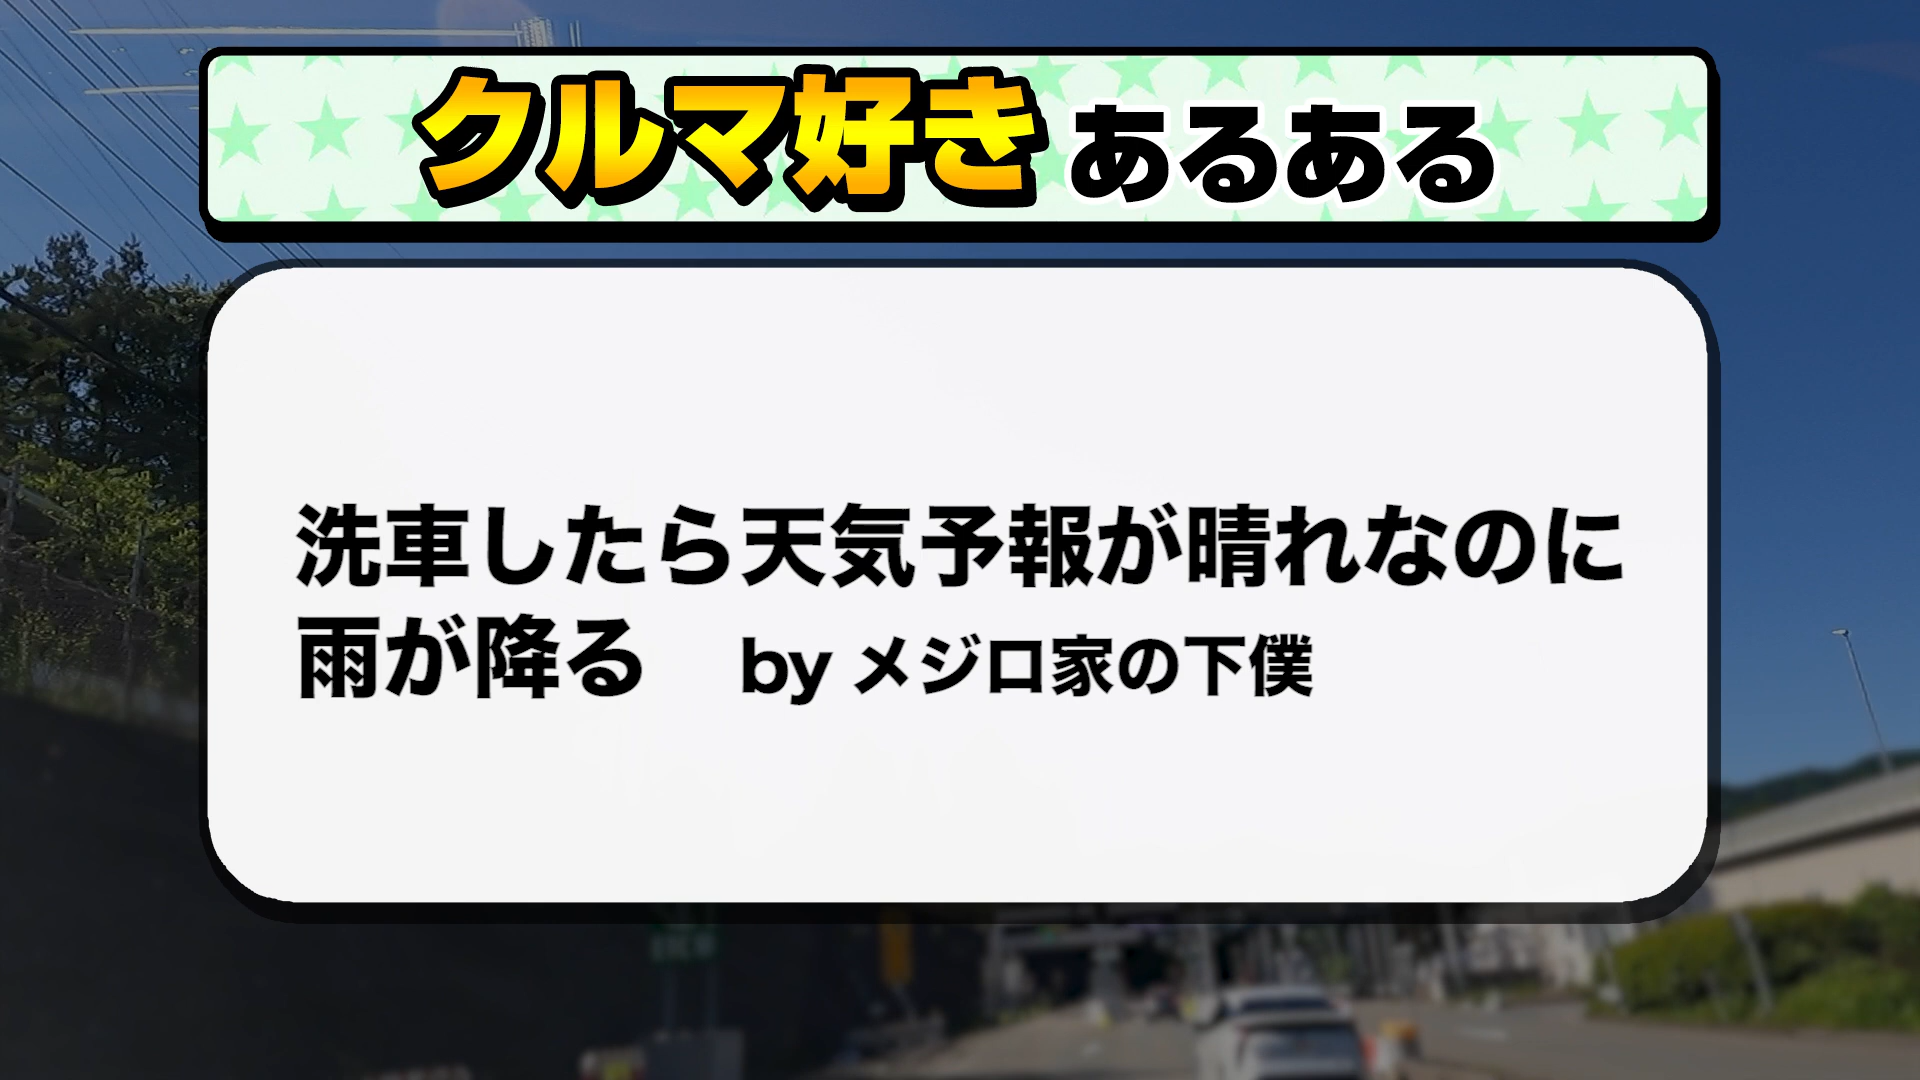 クルマ好きあるある
洗車したら天気予報が晴れなのに
雨が降る　by メジロ家の下僕